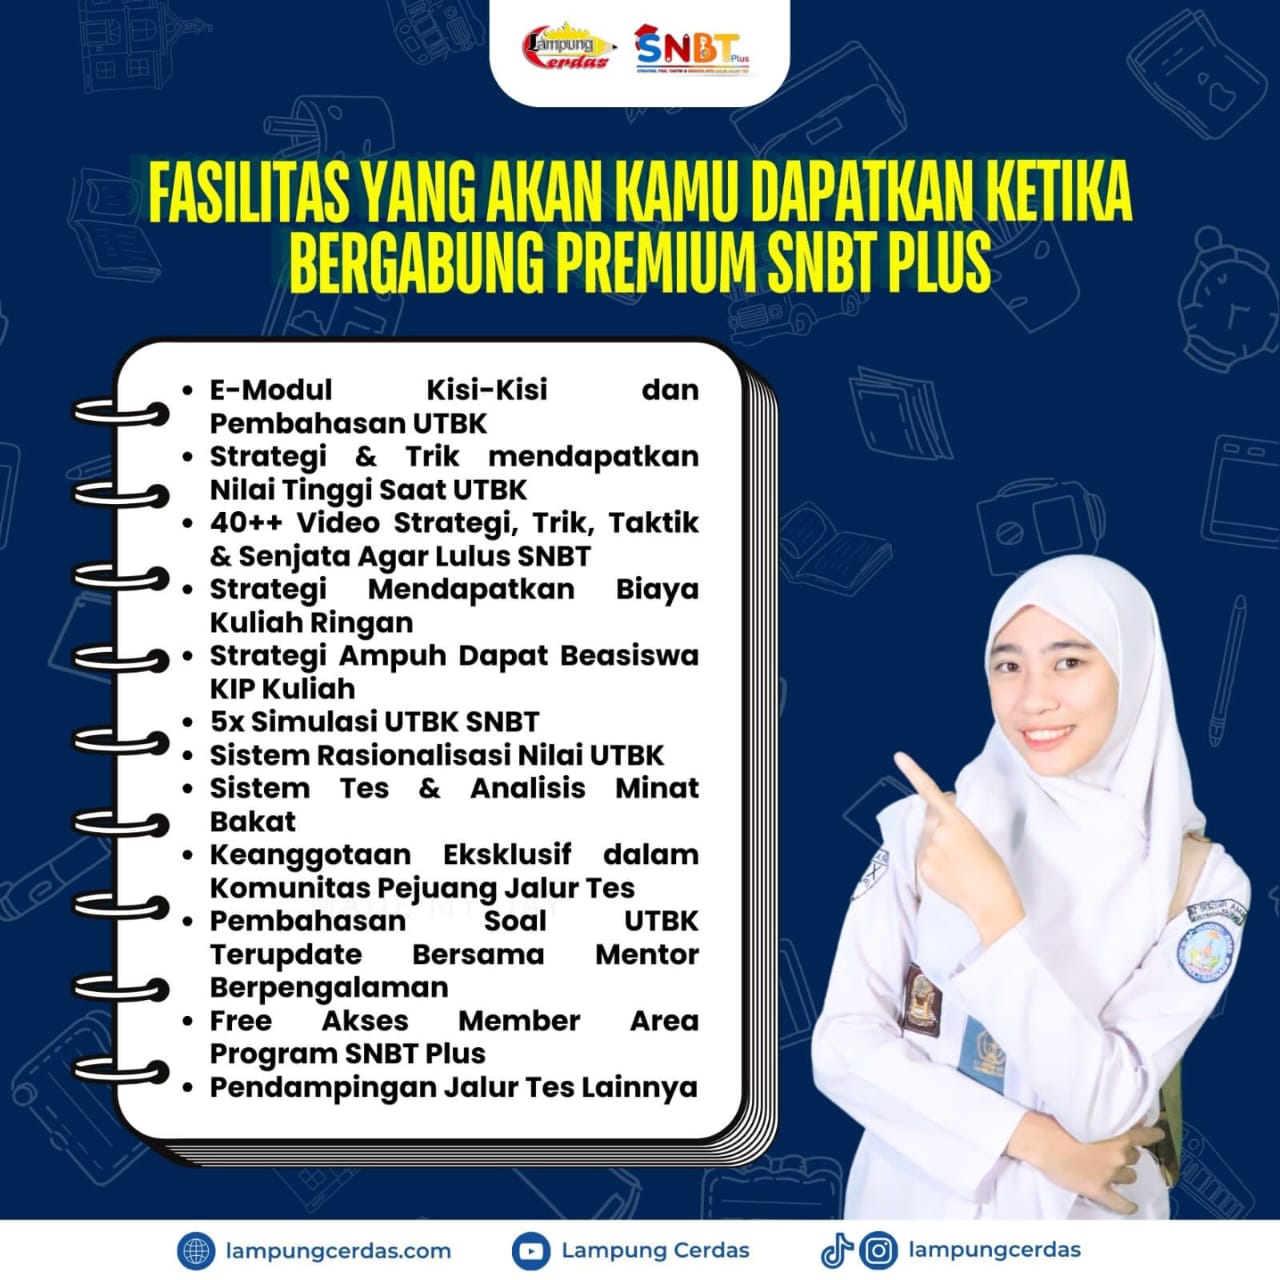 Lampung Cerdas
SNBT Plus
FASILITAS YANG AKAN KAMU DAPATKAN KETIKA
BERGABUNG PREMIUM SNBT PLUS
• E-Modul Kisi-Kisi dan
Pembahasan UTBK
• Strategi & Trik mendapatkan
Nilai Tinggi Saat UTBK
• 40++ Video Strategi, Trik, Taktik
& Senjata Agar Lulus SNBT
• Strategi Mendapatkan Biaya
Kuliah Ringan
• Strategi Ampuh Dapat Beasiswa
KIP Kuliah
• 5x Simulasi UTBK SNBT
• Sistem Rasionalisasi Nilai UTBK
• Sistem Tes & Analisis Minat
Bakat
• Keanggotaan Eksklusif dalam
Komunitas Pejuang Jalur Tes
• Pembahasan Soal UTBK
Terupdate Bersama Mentor
Berpengalaman
• Free Akses Member Area
Program SNBT Plus
• Pendampingan Jalur Tes Lainnya
lampungcerdas.com
Lampung Cerdas
lampungcerdas